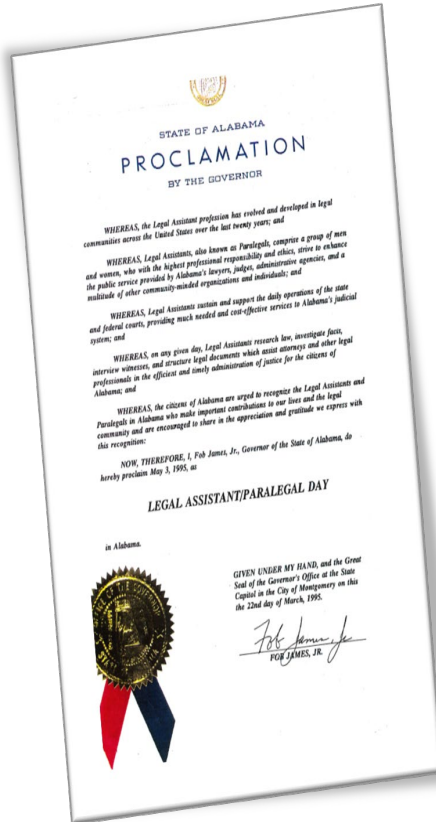 STATE OF ALABAMA
PROCLAMATION
BY THE GOVERNOR
WHEREAS, the Legal Assistant profession has evolved and developed in legal
communities across the United States over the last twenty years; and
WHEREAS, Legal Assistants, also known as Paralegals, comprise a group of men
and women, who with the highest professional responsibility and ethics, strive to enhance
the public service provided by Alabama's lawyers, judges, administrative agencies, and a
multitude of other community-minded organizations and individuals; and
WHEREAS, Legal Assistants sustain and support the daily operations of the state
and federal courts, providing much needed and cost-effective services to Alabama's judicial
system; and
WHEREAS, on any given day, Legal Assistants research law, investigate facts,
interview witnesses, and structure legal documents which assist attorneys and other legal
professionals in the efficient and timely administration of justice for the citizens of
Alabama; and
WHEREAS, the citizens of Alabama are urged to recognize the Legal Assistants and
Paralegals in Alabama who make important contributions to our lives and the legal
community and are encouraged to share in the appreciation and gratitude we express with
this recognition:
NOW, THEREFORE, I, Fob James, Jr., Governor of the State of Alabama, do
hereby proclaim May 3, 1995, as
LEGAL ASSISTANT/PARALEGAL DAY
in Alabama.
GIVEN UNDER MY HAND, and the Great
Seal of the Governor's Office at the State
Capitol in the City of Montgomery on this
the 22nd day of March, 1995.
Fob James, Jr
FOB JAMES, JR.